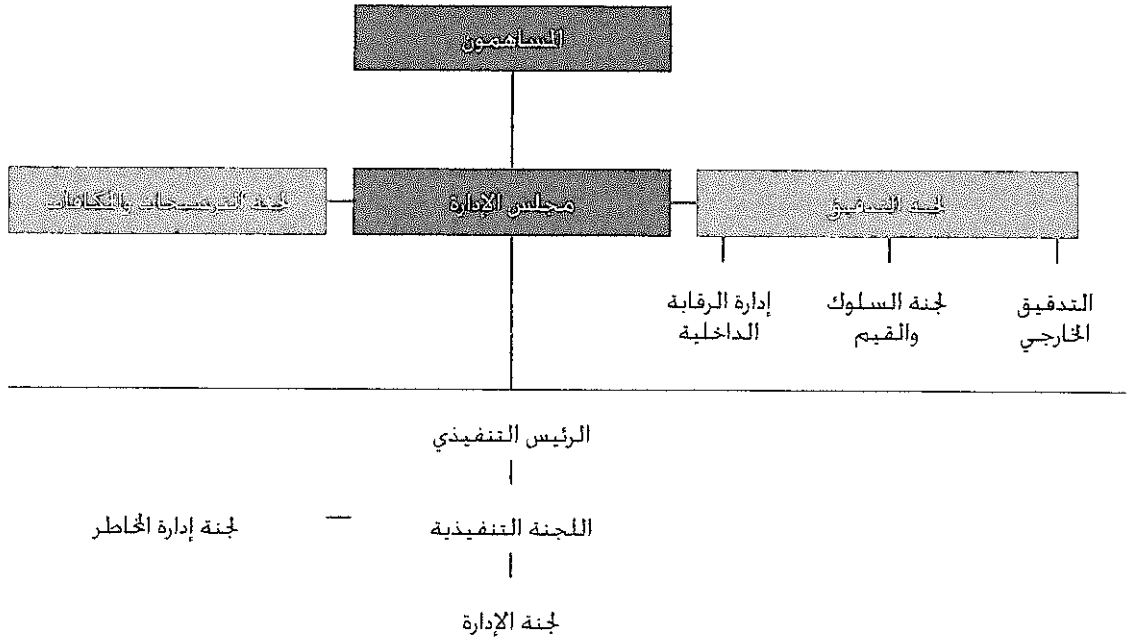 المساهمون
لجنة التدقيق
مجلس الإدارة
لجنة الترشيحات والمكافآت
التدقيق
الخارجي
لجنة السلوك
والقيم
إدارة الرقابة
الداخلية
الرئيس التنفيذي
اللجنة التنفيذية
لجنة إدارة المخاطر
لجنة الإدارة